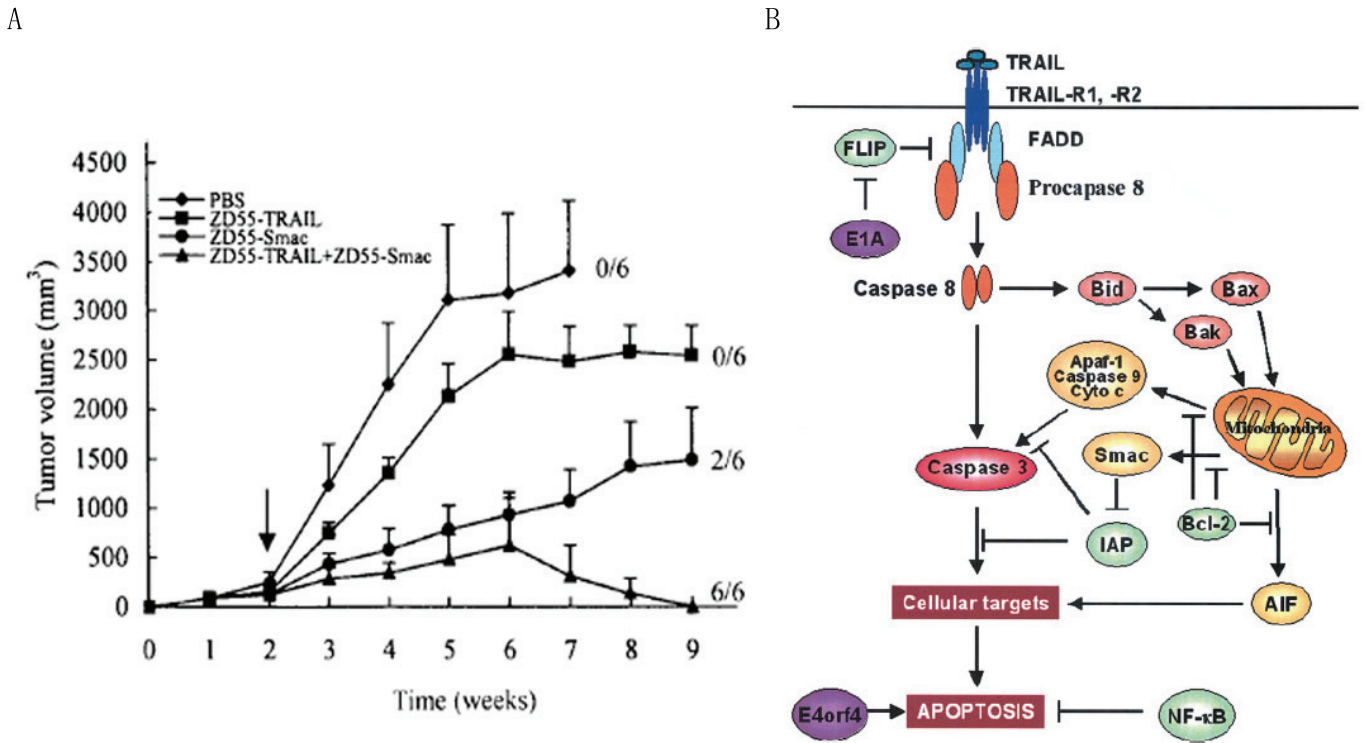 A
B
4500
4000
3500
3000
2500
2000
1500
1000
500
0
Tumor volume (mm³)
PBS
ZD55-TRAIL
ZD55-Smac
ZD55-TRAIL+ZD55-Smac
0/6
0/6
2/6
6/6
0 1 2 3 4 5 6 7 8 9
Time (weeks)
TRAIL
TRAIL-R1, -R2
FLIP
FADD
Procapase 8
E1A
Caspase 8
Bid
Bax
Bak
Apaf-1
Caspase 9
Cyto c
Mitochondria
Caspase 3
Smac
Bcl-2
IAP
Cellular targets
AIF
E4orf4
APOPTOSIS
NF-κB